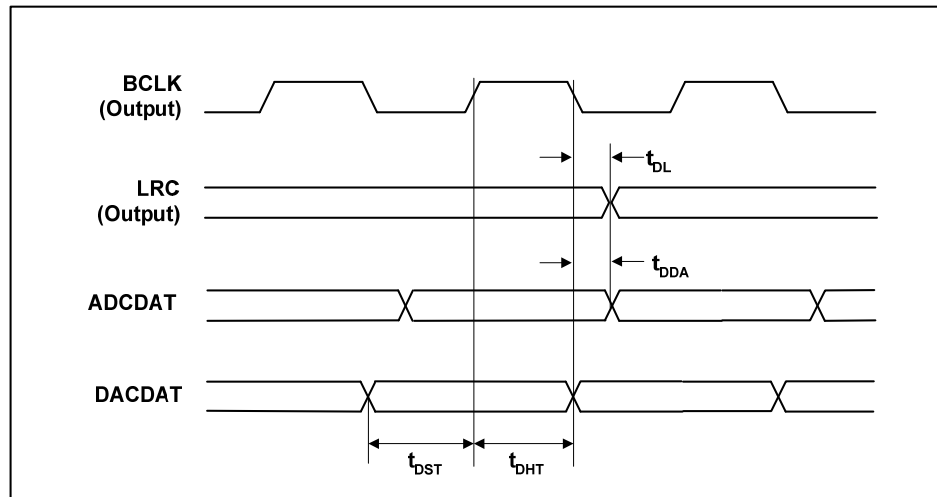 BCLK
(Output)
tDL
LRC
(Output)
tDDA
ADCDAT
DACDAT
tDST
tDHT